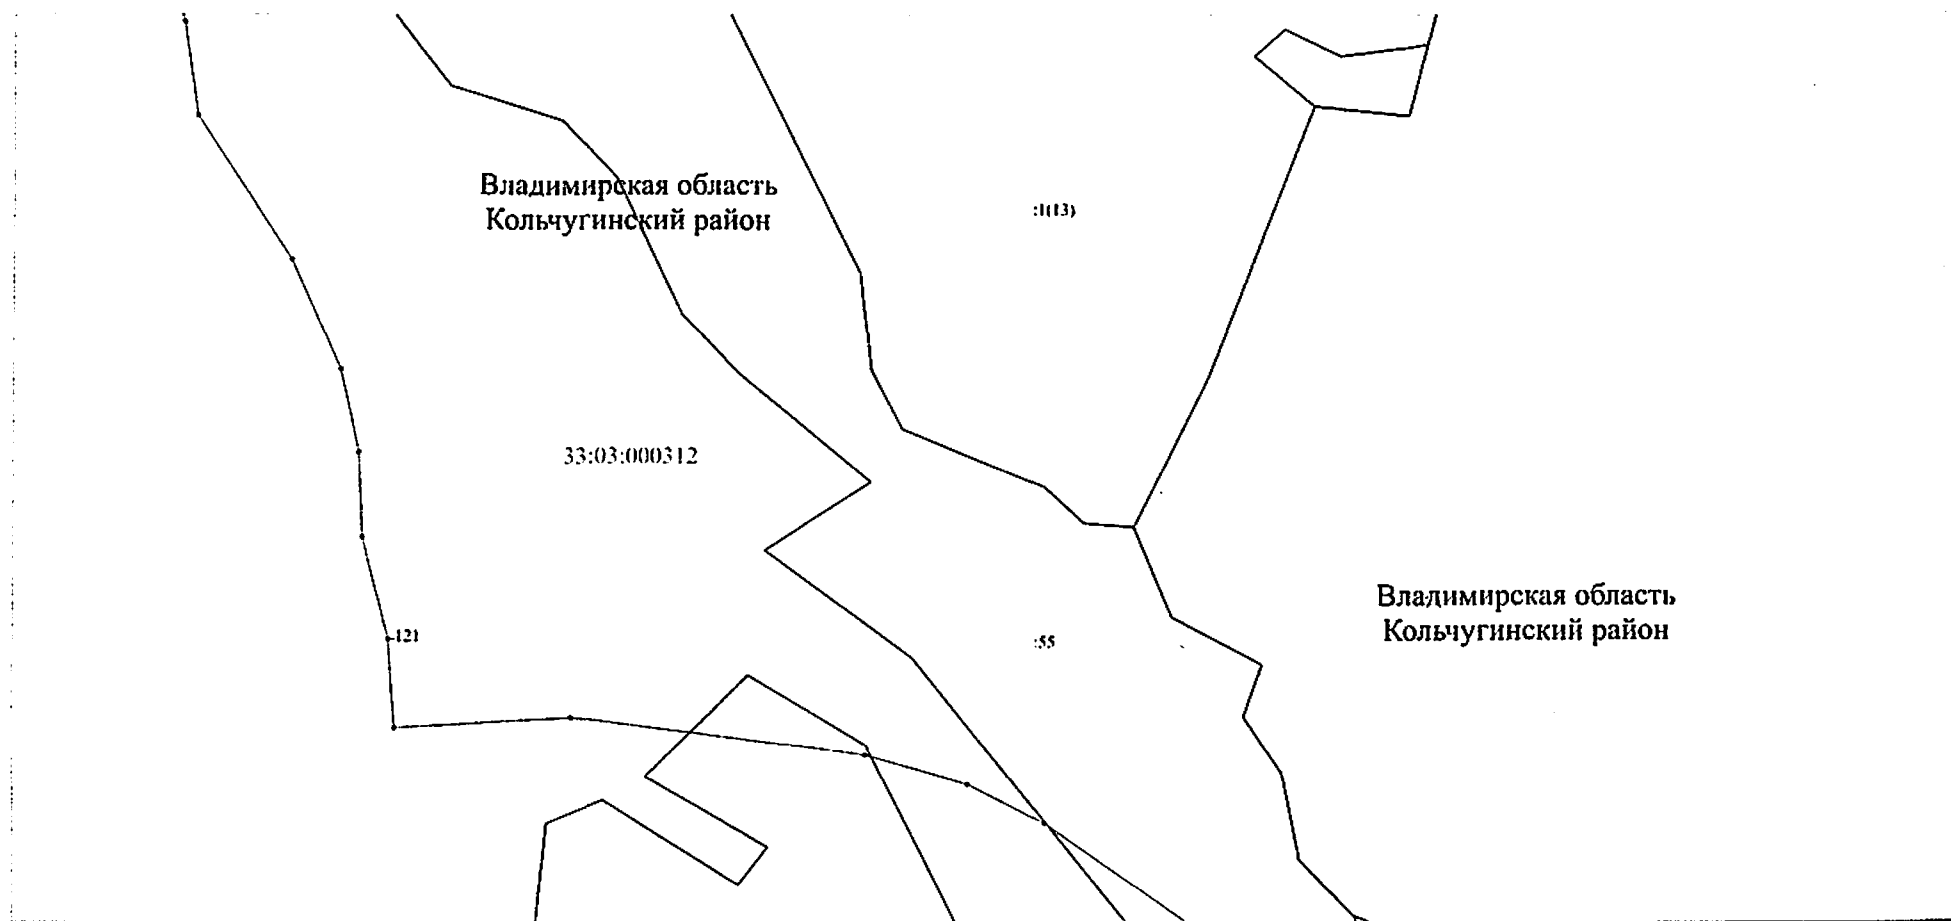 Владимирская область
Кольчугинский район
:1(13)
33:03:000312
Владимирская область
Кольчугинский район
121
:55